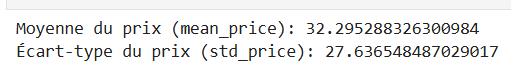 Moyenne du prix (mean_price): 32.295288326300984
Écart-type du prix (std_price): 27.636548487029017